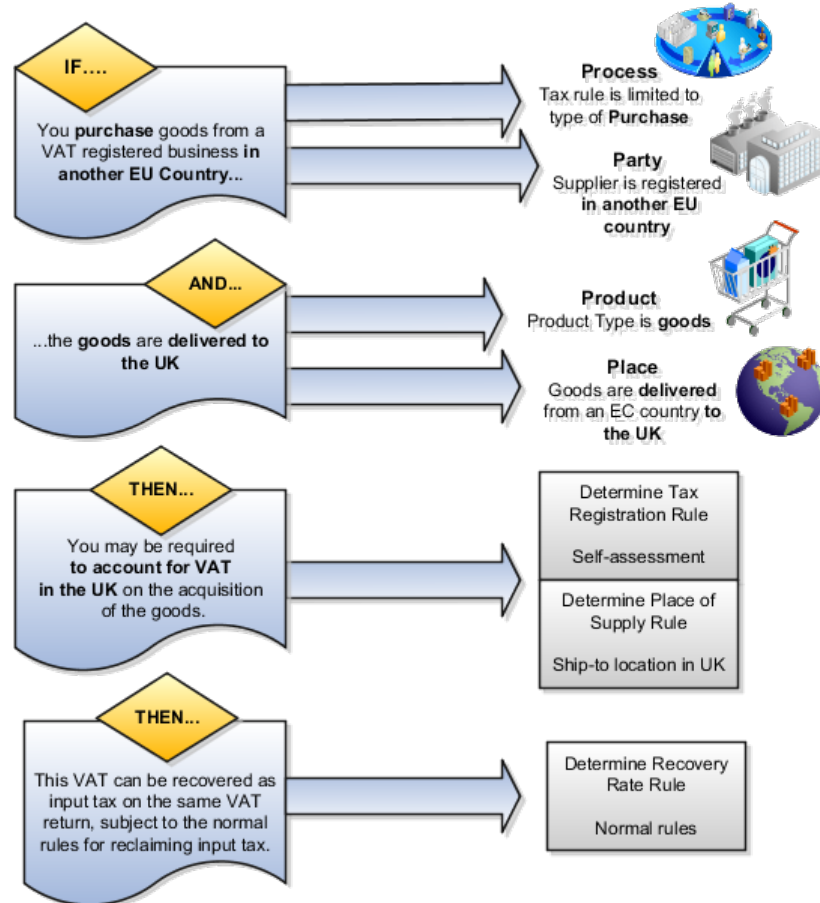 IF....
You purchase goods from a
VAT registered business in
another EU Country...
Process
Tax rule is limited to
type of Purchase
Party
Supplier is registered
in another EU
country
AND...
...the goods are delivered to
the UK
Product
Product Type is goods
Place
Goods are delivered
from an EC country to
the UK
THEN...
You may be required
to account for VAT
in the UK on the acquisition
of the goods.
Determine Tax
Registration Rule
Self-assessment
Determine Place of
Supply Rule
Ship-to location in UK
THEN...
This VAT can be recovered as
input tax on the same VAT
return, subject to the normal
rules for reclaiming input tax.
Determine Recovery
Rate Rule
Normal rules